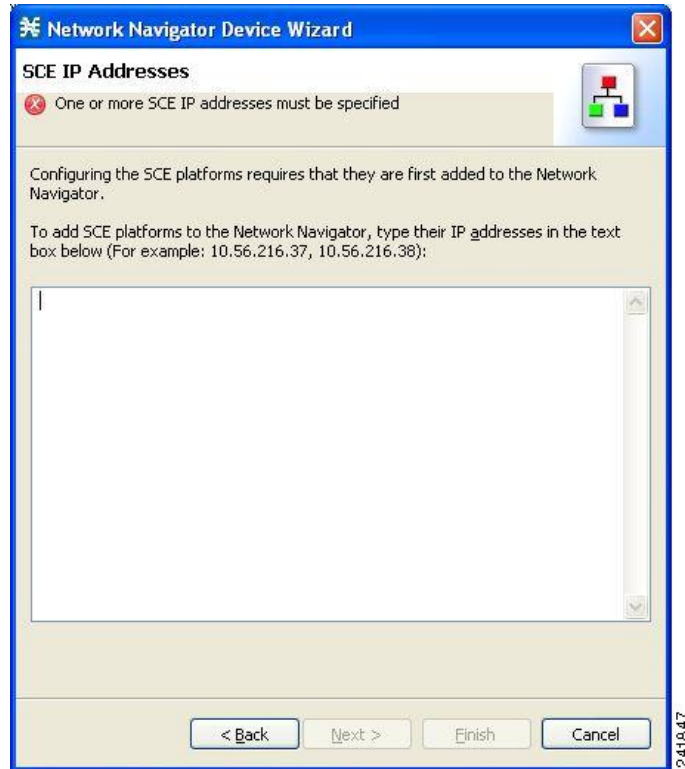 Network Navigator Device Wizard
SCE IP Addresses
One or more SCE IP addresses must be specified
Configuring the SCE platforms requires that they are first added to the Network
Navigator.
To add SCE platforms to the Network Navigator, type their IP addresses in the text
box below (For example: 10.56.216.37, 10.56.216.38):
< Back Next > Finish Cancel
241847